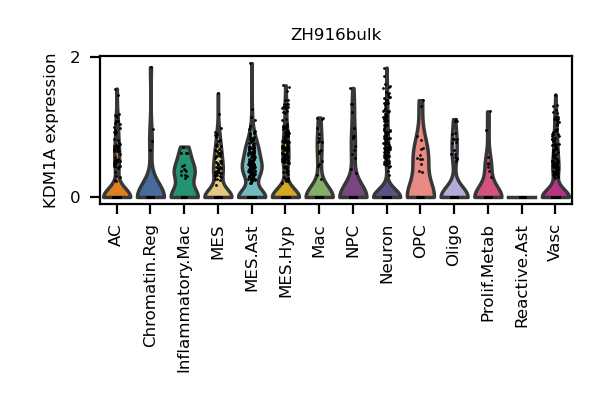 ZH916bulk
KDM1A expression
2
0
AC
Chromatin.Reg
Inflammatory.Mac
MES
MES.Ast
MES.Hyp
Mac
NPC
Neuron
OPC
Oligo
Prolif.Metab
Reactive.Ast
Vasc